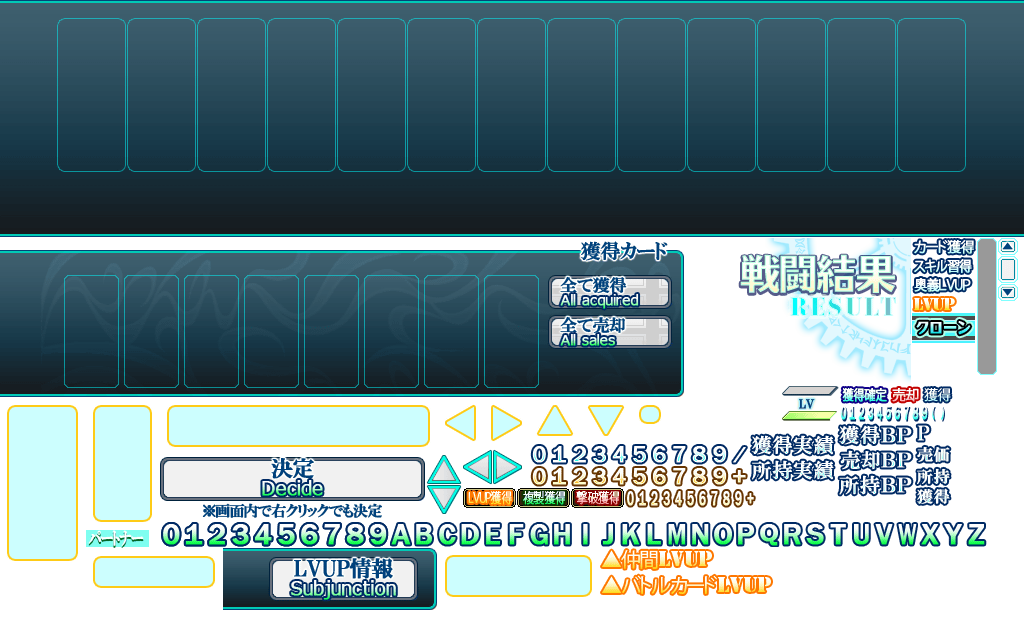 獲得カード
全て獲得
All acquired
全て売却
All sales
戦闘結果
RESULT
カード獲得
スキル習得
奥義LVUP
LVUP
クローン
LV
獲得確定
売却
獲得
0123456789()
決定
Decide
※画面内で右クリックでも決定
0123456789/
0123456789+
LVUP獲得
複製獲得
撃破獲得
0123456789+
獲得実績
所持実績
獲得BP
売却BP
所持BP
P
売価
所持
獲得
パートナー
0123456789ABCDEFGHIJKLMNOPQRSTUVWXYZ
LVUP情報
Subjunction
仲間LVUP
バトルカードLVUP